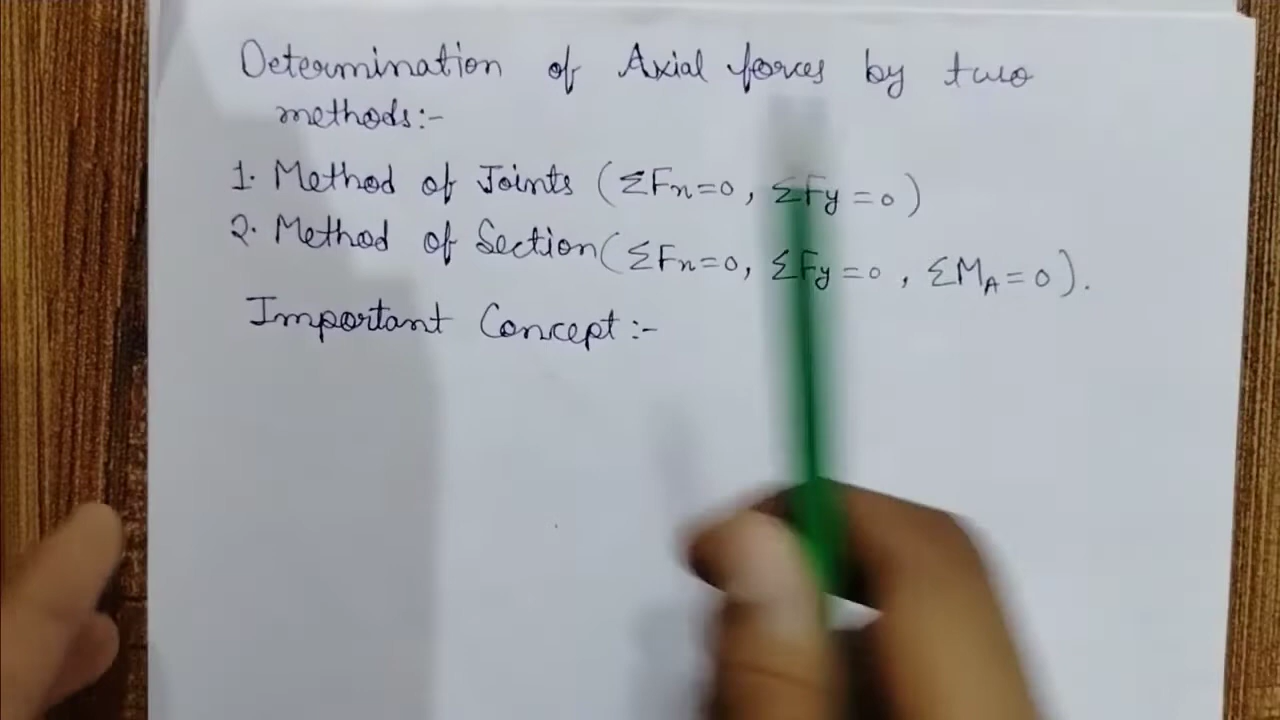 Determination of Axial forces by two
methods:-
1. Method of Joints (ΣFx=0, ΣFy=0)
2. Method of Section(ΣFx=0, ΣFy=0, ΣMA=0).
Important Concept:-